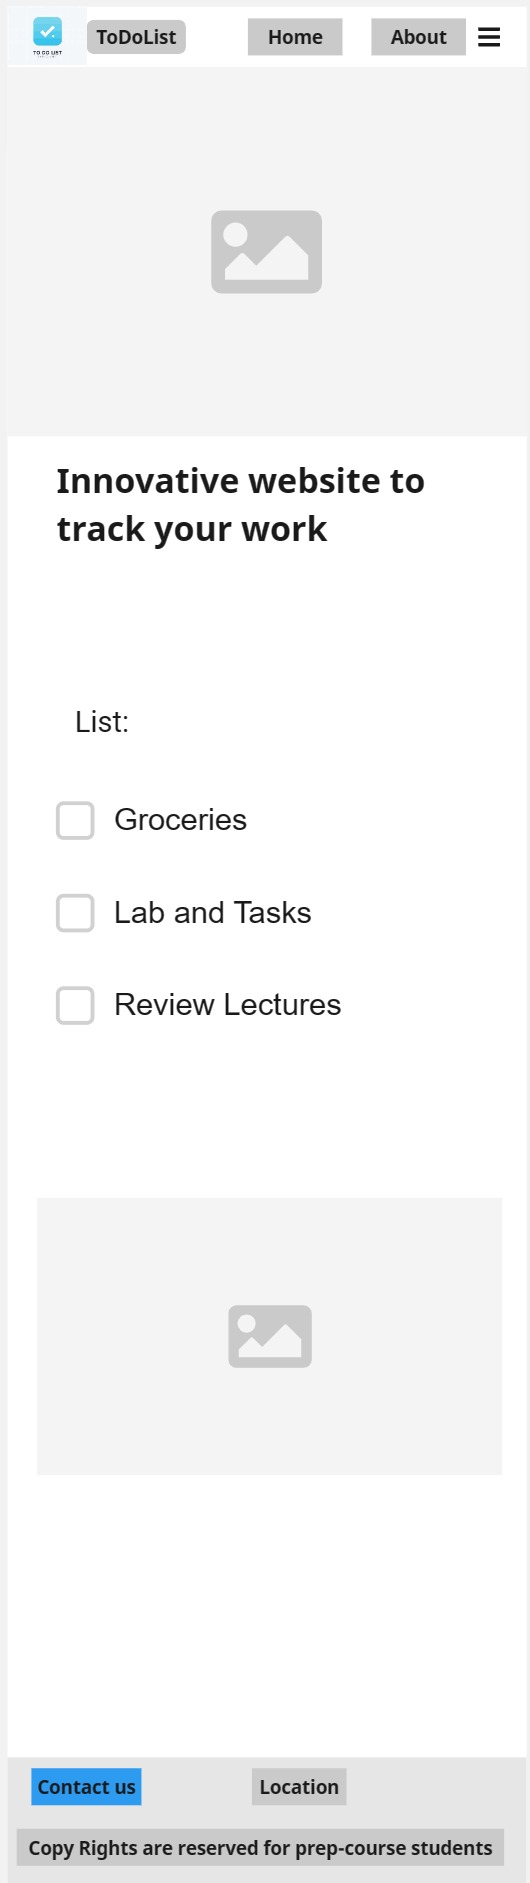 TO DO LIST
ToDoList
Home
About
Innovative website to
track your work
List:
Groceries
Lab and Tasks
Review Lectures
Contact us
Location
Copy Rights are reserved for prep-course students